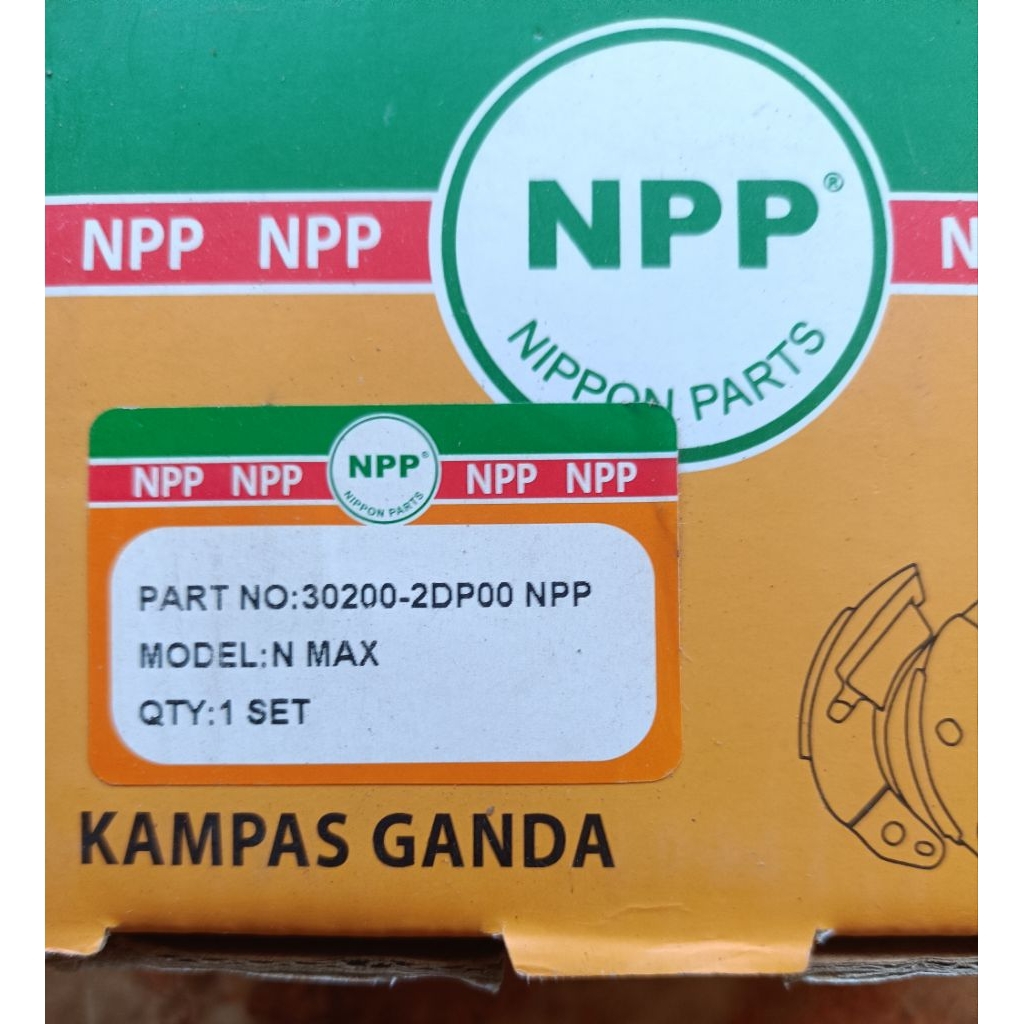 NPP®
NPP NPP N
NIPPON PARTS
NPP NPP NPP® NPP NPP
NIPPON PARTS
PART NO:30200-2DP00 NPP
MODEL:N MAX
QTY:1 SET
KAMPAS GANDA